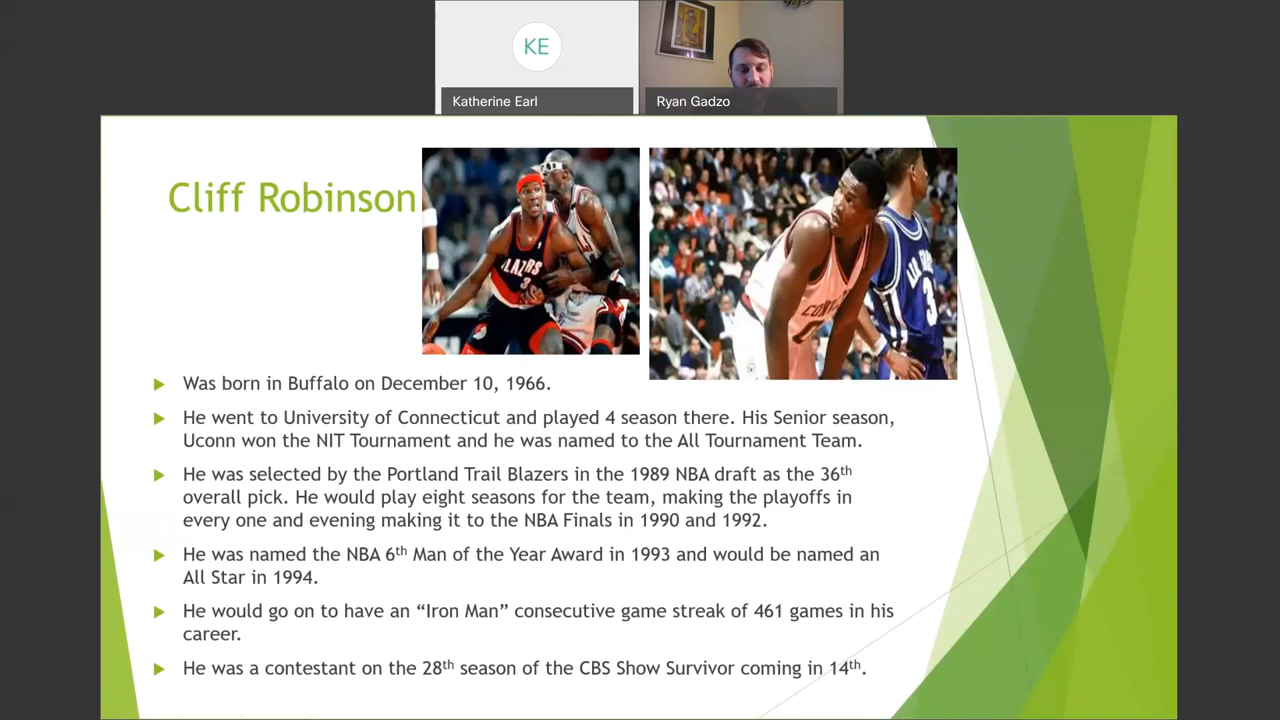 KE
Katherine Earl
Ryan Gadzo
Cliff Robinson
Was born in Buffalo on December 10, 1966.
He went to University of Connecticut and played 4 season there. His Senior season,
Uconn won the NIT Tournament and he was named to the All Tournament Team.
He was selected by the Portland Trail Blazers in the 1989 NBA draft as the 36th
overall pick. He would play eight seasons for the team, making the playoffs in
every one and evening making it to the NBA Finals in 1990 and 1992.
He was named the NBA 6th Man of the Year Award in 1993 and would be named an
All Star in 1994.
He would go on to have an “Iron Man” consecutive game streak of 461 games in his
career.
He was a contestant on the 28th season of the CBS Show Survivor coming in 14th.